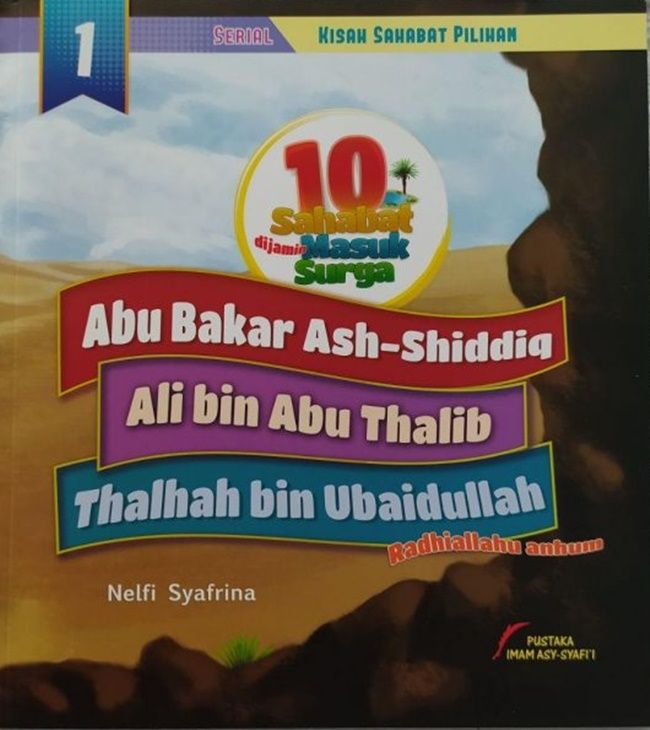 1
SERIAL KISAH SAHABAT PILIHAN
10
Sahabat
dijamin Masuk
Surga
Abu Bakar Ash-Shiddiq
Ali bin Abu Thalib
Thalhah bin Ubaidullah
Radhiallahu anhum
Nelfi Syafrina
PUSTAKA
IMAM ASY-SYAFI'I